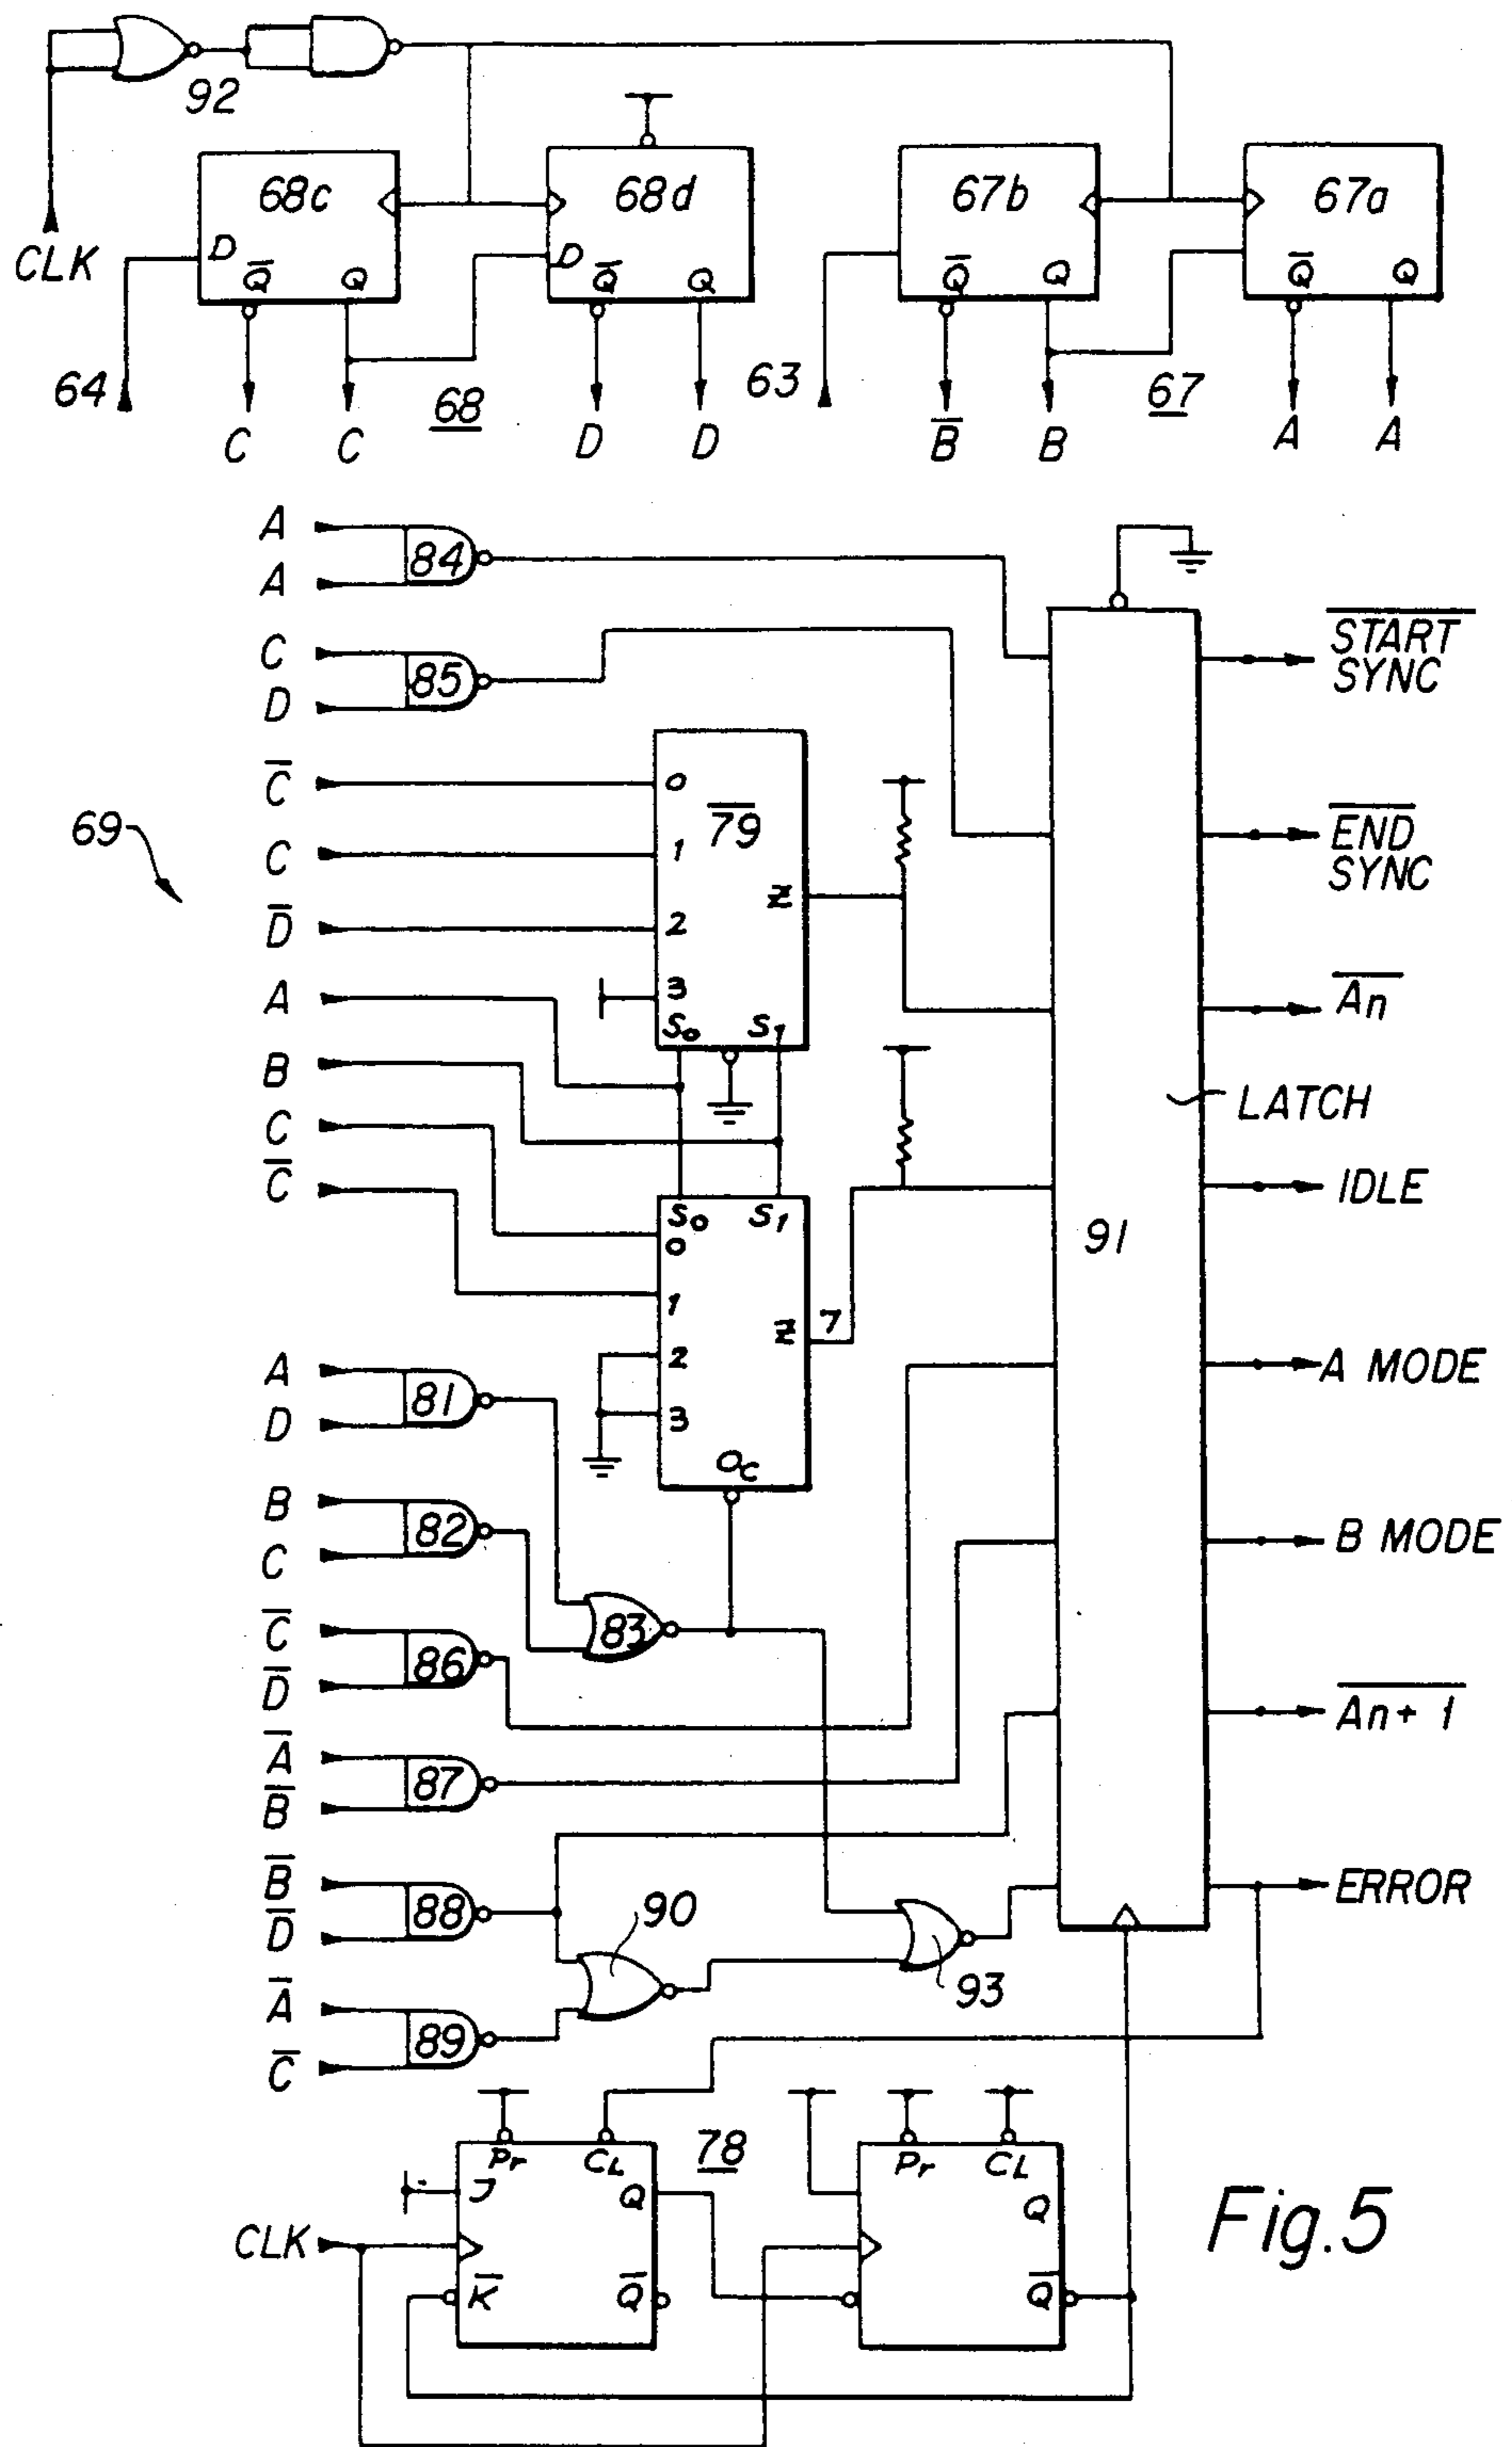 92
CLK
68c
D
Q̅
Q
68d
D
Q̅
Q
67b
Q̅
Q
67a
Q̅
Q
64
C
C
68
D
D
63
B̅
B
67
A
A
69
A
A
84
C
D
85
C̅
C
D̅
A
B
C
C̅
0
1
2
3
79
Z
S0
S1
S0
S1
0
1
2
3
Z
7
Oc
A
D
81
B
C
82
83
C̅
D̅
86
A̅
B̅
87
B̅
D̅
88
90
A̅
C̅
89
93
91
LATCH
START
SYNC
END
SYNC
An
IDLE
A MODE
B MODE
An+1
ERROR
78
Pr
CL
J
Q
CLK
K̅
Q̅
Pr
CL
Q
Q̅
Fig.5